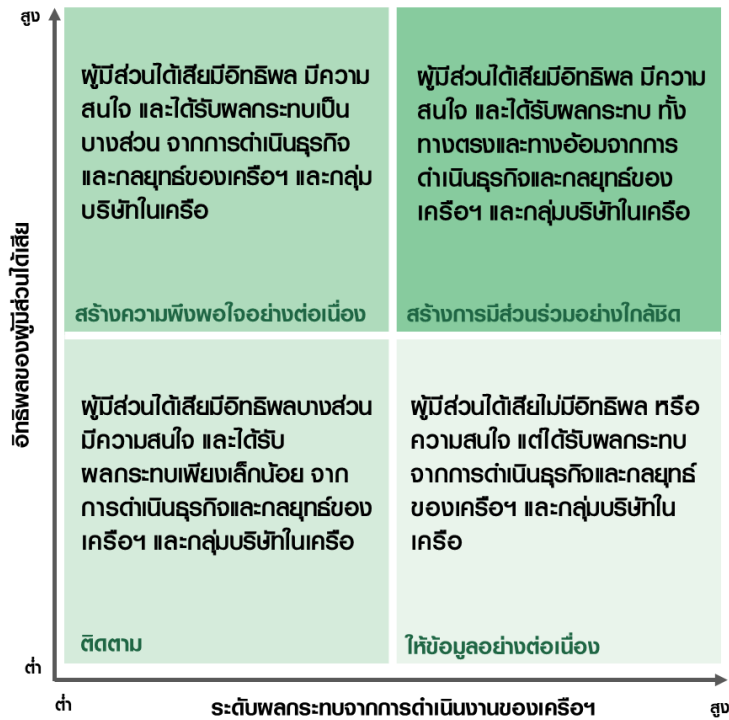 สูง
ผู้มีส่วนได้เสียมีอิทธิพล มีความ
สนใจ และได้รับผลกระทบเป็น
บางส่วน จากการดำเนินธุรกิจ
และกลยุทธ์ของเครือฯ และกลุ่ม
บริษัทในเครือ
สร้างความพึงพอใจอย่างต่อเนื่อง
ผู้มีส่วนได้เสียมีอิทธิพล มีความ
สนใจ และได้รับผลกระทบ ทั้ง
ทางตรงและทางอ้อมจากการ
ดำเนินธุรกิจและกลยุทธ์ของ
เครือฯ และกลุ่มบริษัทในเครือ
สร้างการมีส่วนร่วมอย่างใกล้ชิด
อิทธิพลของผู้มีส่วนได้เสีย
ผู้มีส่วนได้เสียมีอิทธิพลบางส่วน
มีความสนใจ และได้รับ
ผลกระทบเพียงเล็กน้อย จาก
การดำเนินธุรกิจและกลยุทธ์ของ
เครือฯ และกลุ่มบริษัทในเครือ
ติดตาม
ผู้มีส่วนได้เสียไม่มีอิทธิพล หรือ
ความสนใจ แต่ได้รับผลกระทบ
จากการดำเนินธุรกิจและกลยุทธ์
ของเครือฯ และกลุ่มบริษัทใน
เครือ
ให้ข้อมูลอย่างต่อเนื่อง
ต่ำ
ต่ำ
ระดับผลกระทบจากการดำเนินงานของเครือฯ
สูง